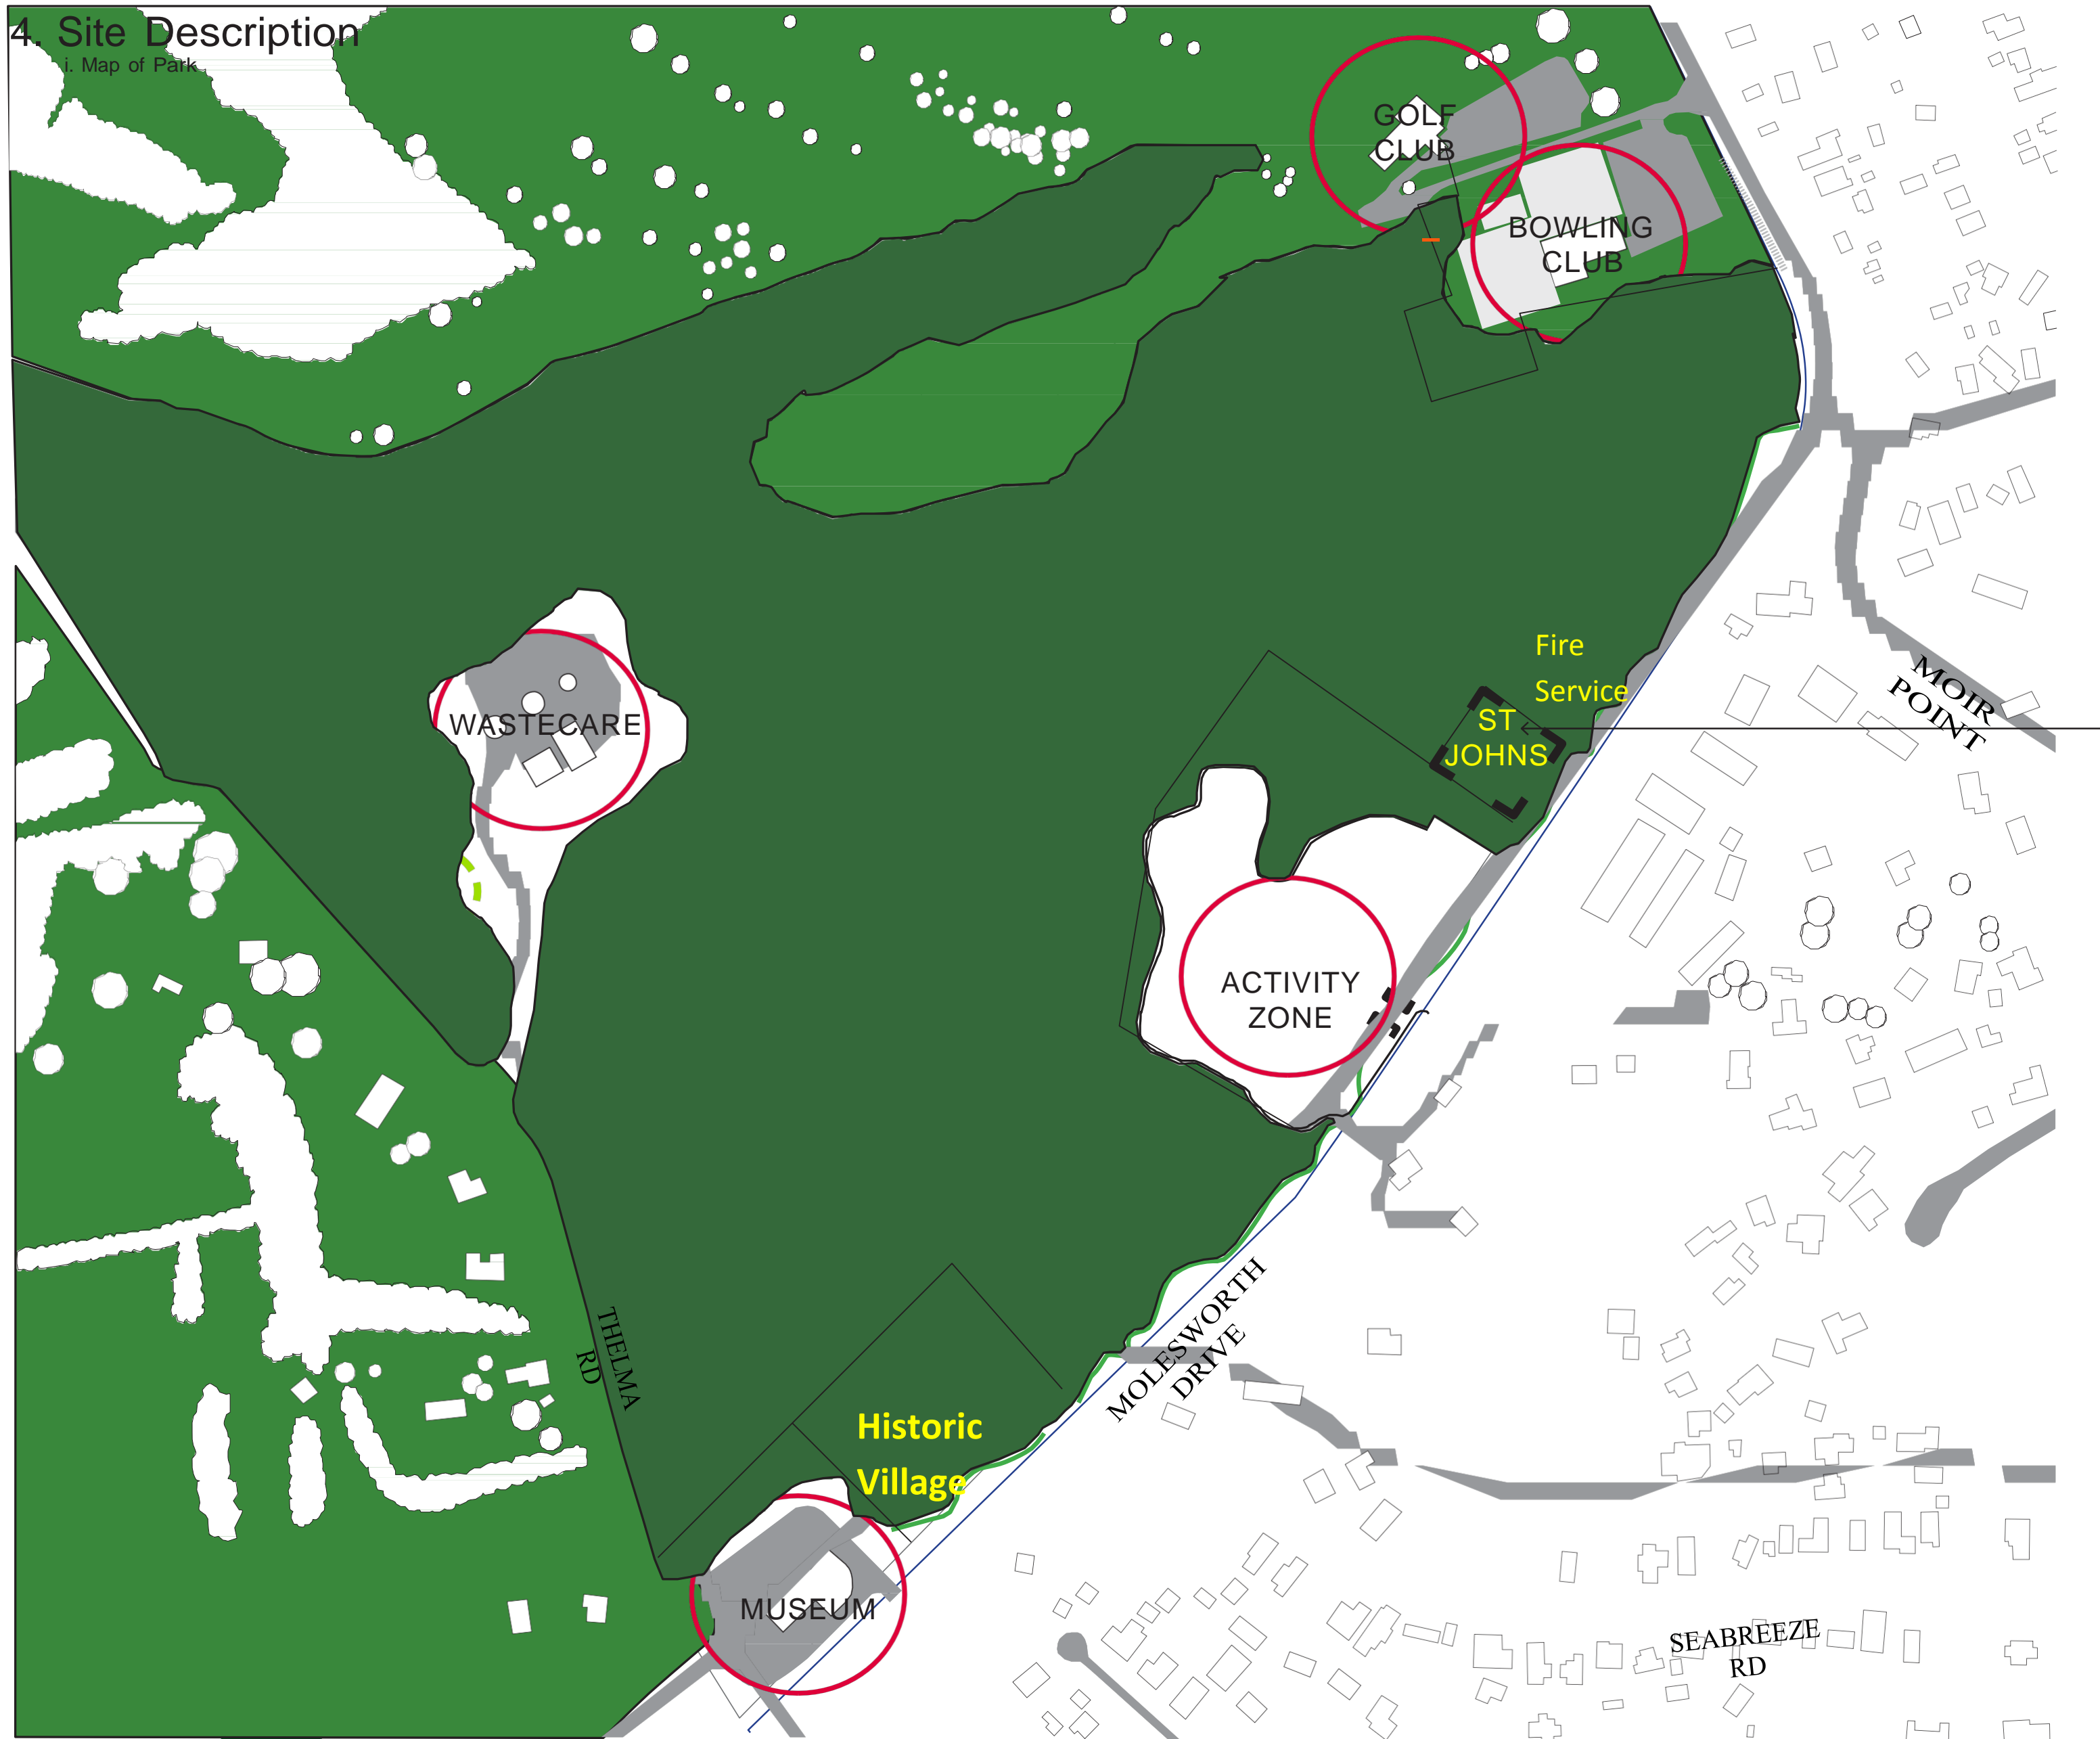 4. Site Description
i. Map of Park
GOLF
CLUB
BOWLING
CLUB
Fire
Service
MOIR
POINT
ST
JOHNS
WASTECARE
ACTIVITY
ZONE
THELMA
RD
MOLESWORTH
DRIVE
Historic
Village
MUSEUM
SEABREEZE
RD